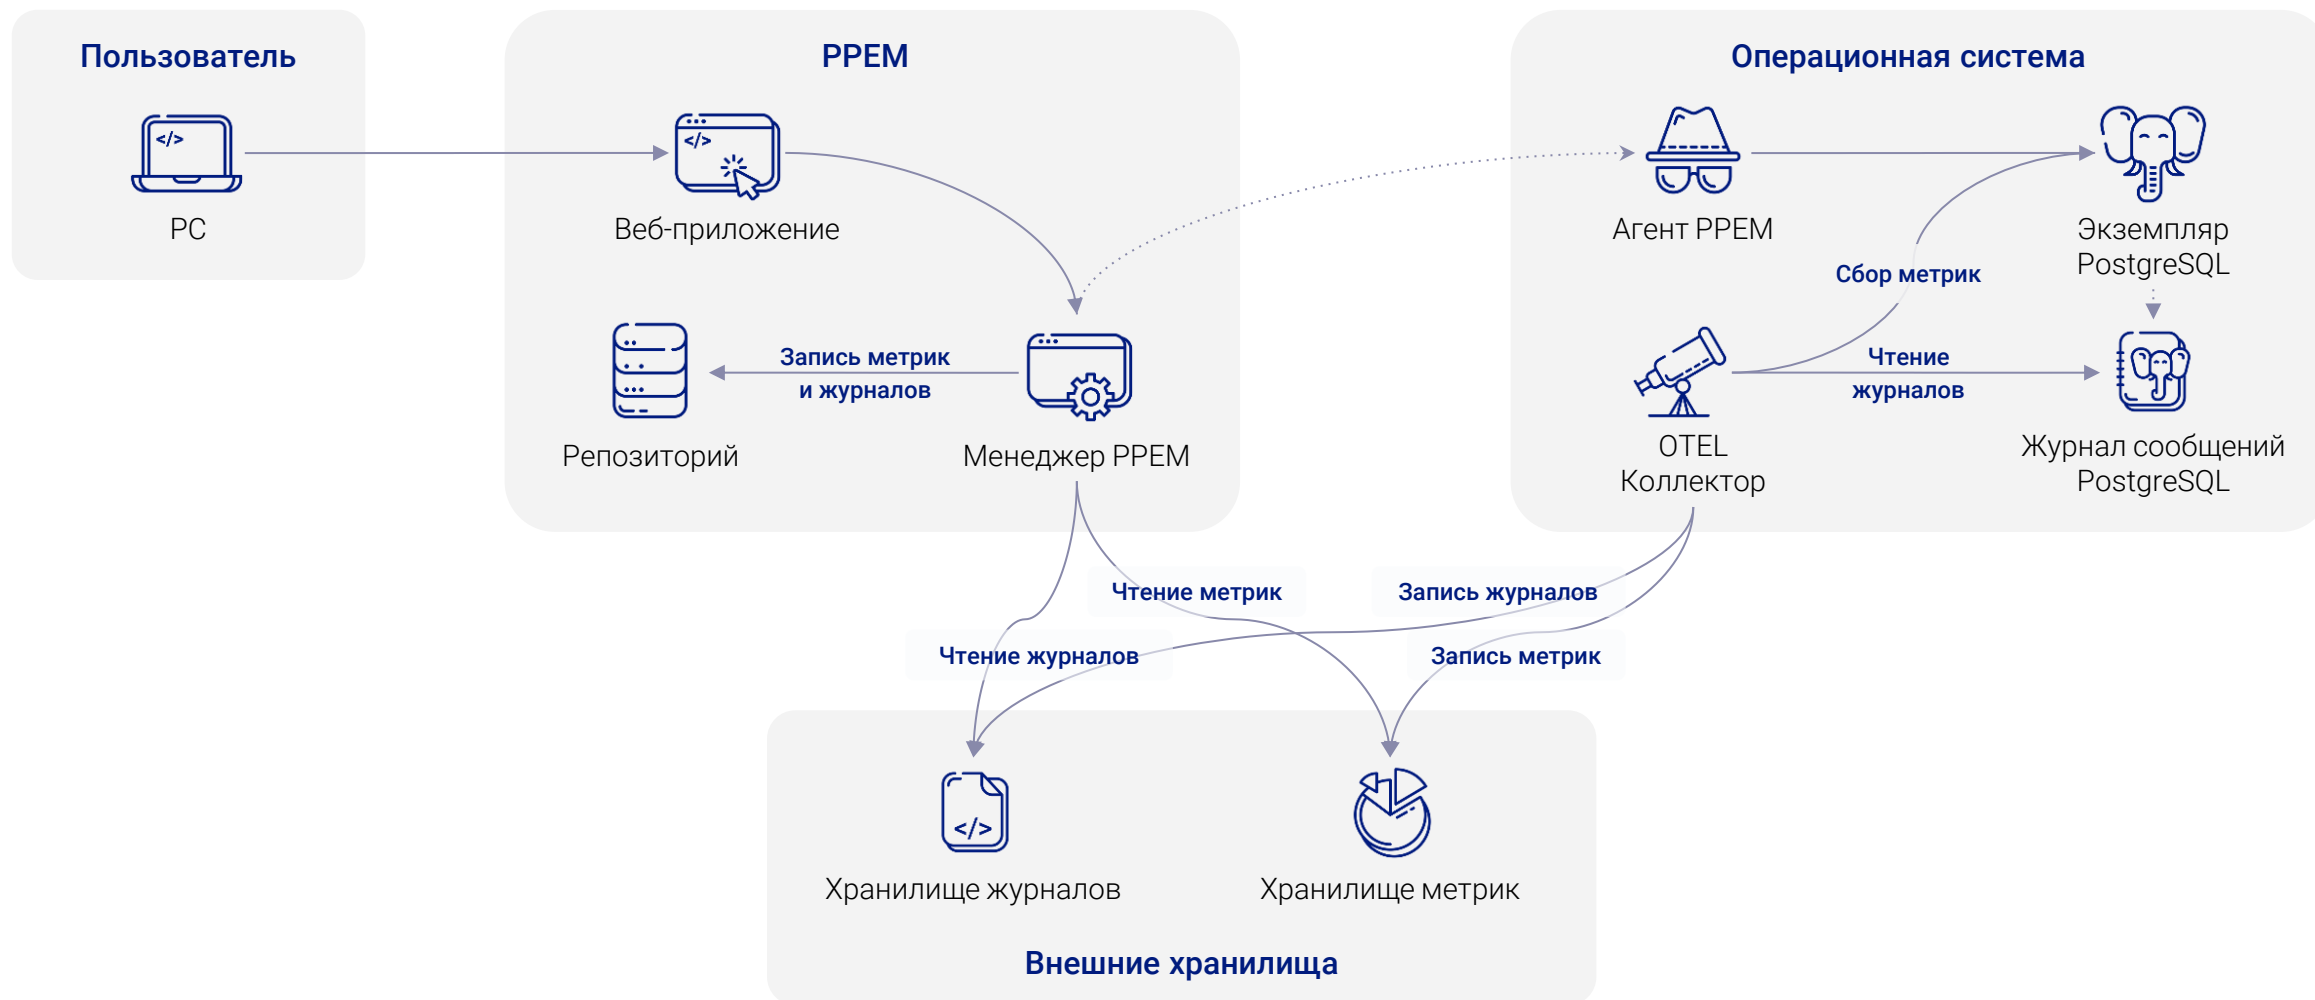 Пользователь
PPEM
Операционная система
</>
</>
PC
Веб-приложение
Агент PPEM
Экземпляр
PostgreSQL
Сбор метрик
Запись метрик
и журналов
Чтение
журналов
Репозиторий
Менеджер PPEM
OTEL
Коллектор
Журнал сообщений
PostgreSQL
Чтение метрик
Запись журналов
Чтение журналов
Запись метрик
</>
Хранилище журналов
Хранилище метрик
Внешние хранилища